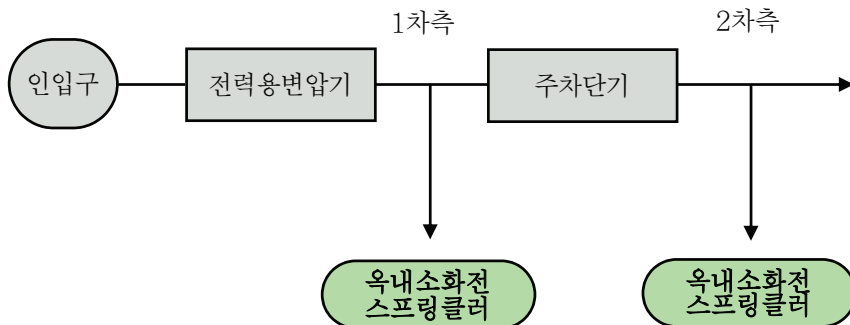 1차측
2차측
인입구
전력용변압기
주차단기
옥내소화전
스프링클러
옥내소화전
스프링클러